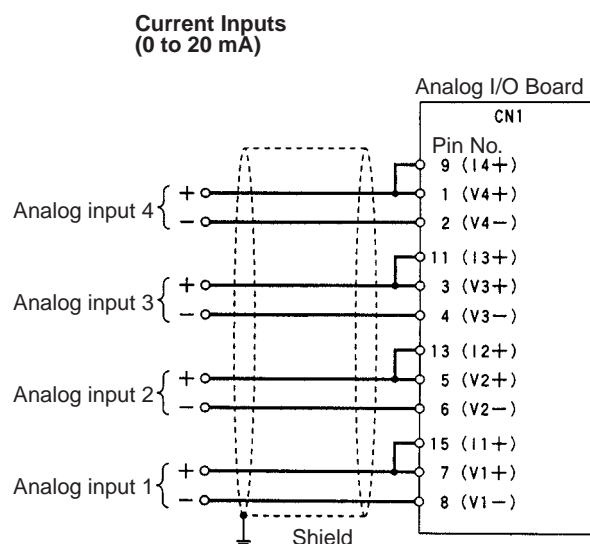 Current Inputs
(0 to 20 mA)
Analog I/O Board
CN1
Pin No.
9 (I4+)
Analog input 4 + 1 (V4+)
− 2 (V4−)
11 (I3+)
Analog input 3 + 3 (V3+)
− 4 (V3−)
13 (I2+)
Analog input 2 + 5 (V2+)
− 6 (V2−)
15 (I1+)
Analog input 1 + 7 (V1+)
− 8 (V1−)
Shield